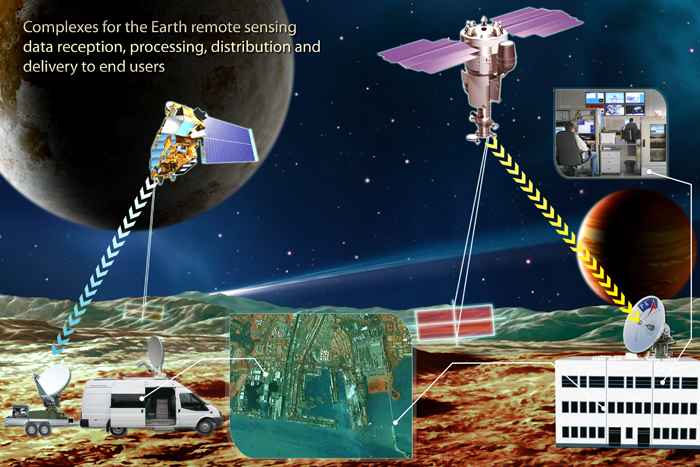 Complexes for the Earth remote sensing
data reception, processing, distribution and
delivery to end users